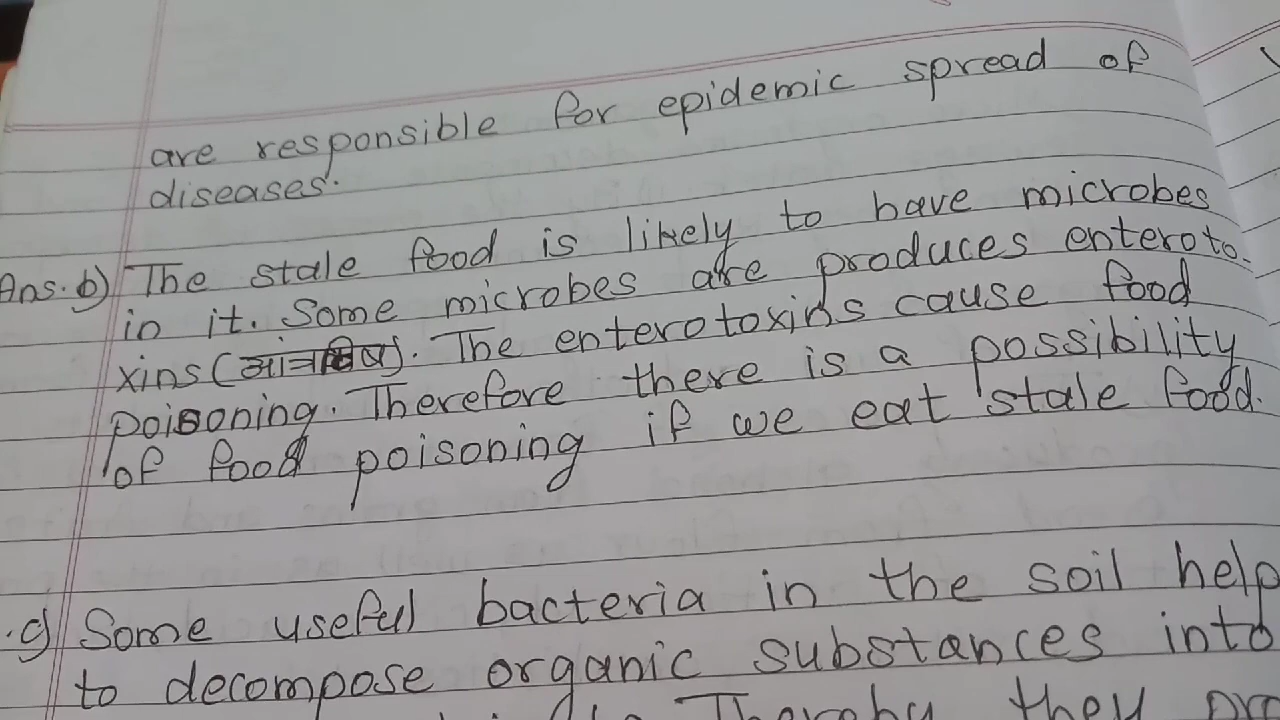 are responsible for epidemic spread of
diseases.
Ans. b) The stale food is likely to have microbes
in it. Some microbes are produces enteroto-
xins ( ). The enterotoxins cause food
poisoning. Therefore there is a possibility
of food poisoning if we eat stale food.
.c) Some useful bacteria in the soil help
to decompose organic substances into
Thereby they